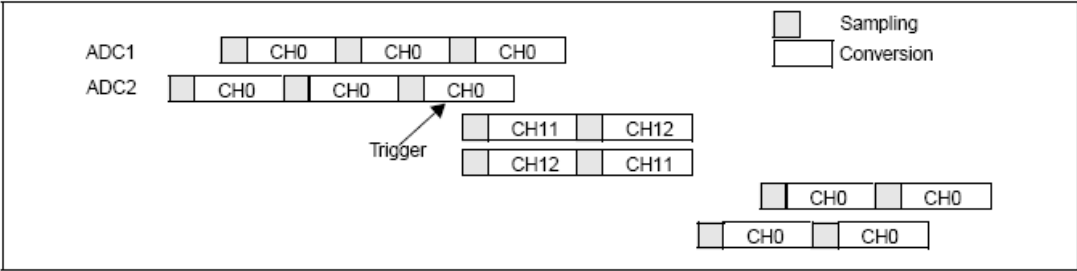 Sampling
ADC1 CH0 CH0 CH0 Conversion
ADC2 CH0 CH0 CH0
CH11 CH12
Trigger
CH12 CH11
CH0 CH0
CH0 CH0